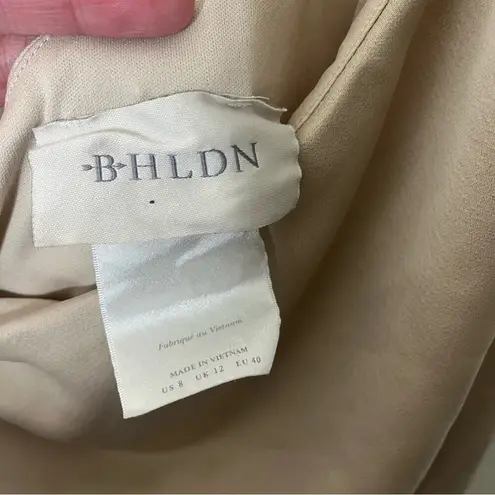 BHLDN
Fabriqué au Vietnam
MADE IN VIETNAM
US 8 UK 12 EU 40